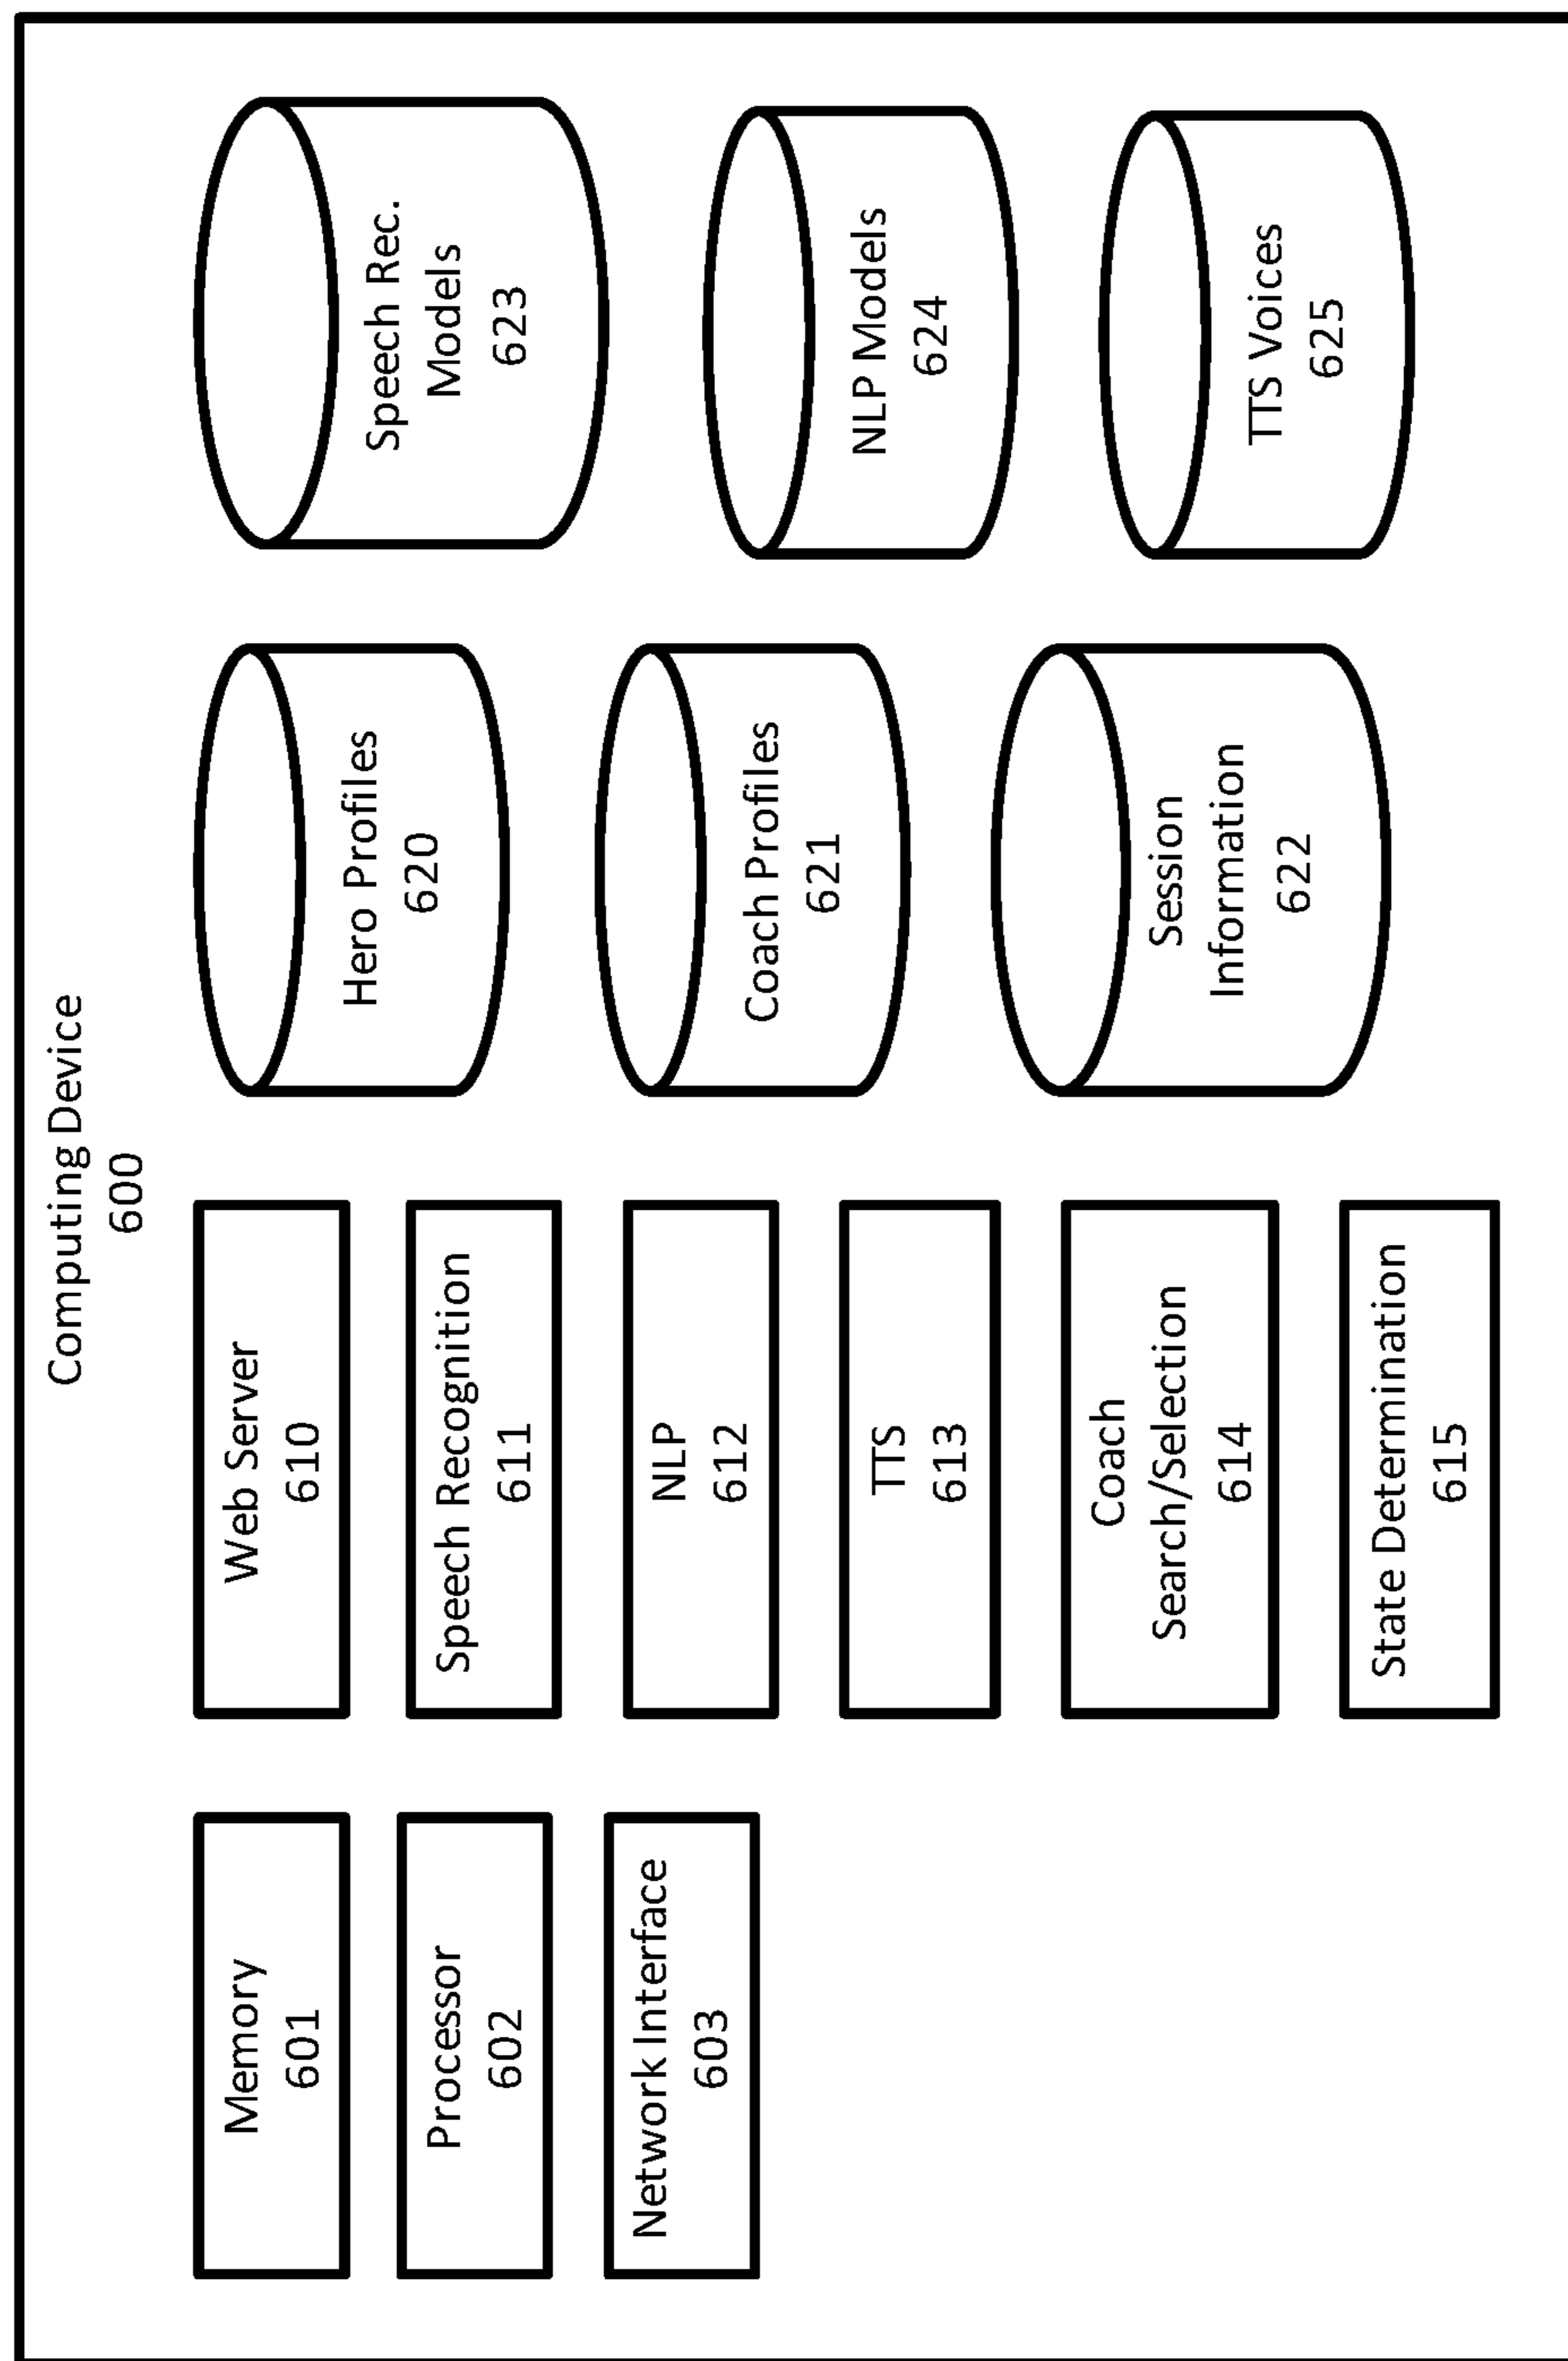 Computing Device
600
Memory
601
Processor
602
Network Interface
603
Web Server
610
Speech Recognition
611
NLP
612
TTS
613
Coach
Search/Selection
614
State Determination
615
Hero Profiles
620
Coach Profiles
621
Session
Information
622
Speech Rec.
Models
623
NLP Models
624
TTS Voices
625